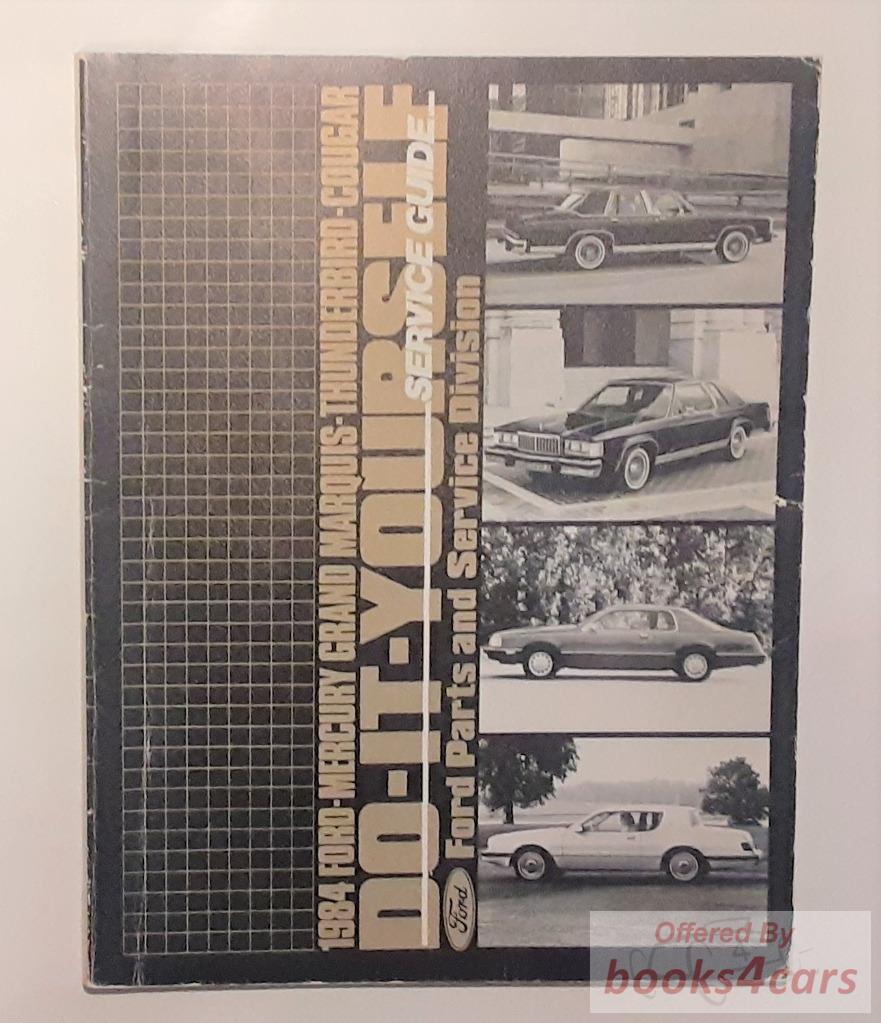 1984 FORD-MERCURY GRAND MARQUIS-THUNDERBIRD-COUGAR
DO-IT-YOURSELF
SERVICE GUIDE...
Ford Parts and Service Division
Ford
Offered By
books4cars